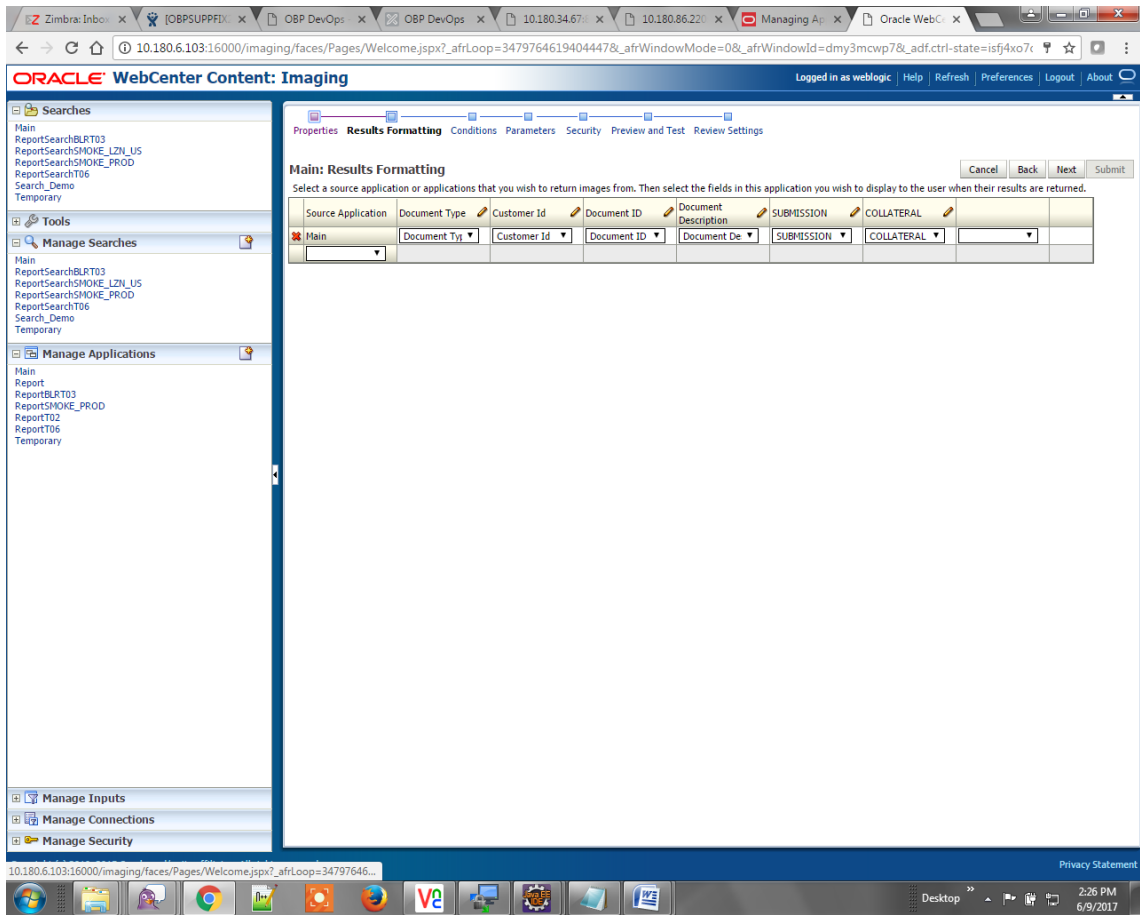 Zimbra: Inbox
[OBPSUPPFIX
OBP DevOps
OBP DevOps
10.180.34.67:
10.180.86.220
Managing Ap
Oracle WebCe
10.180.6.103:16000/imaging/faces/Pages/Welcome.jspx?_afrLoop=34797646194044447&_afrWindowMode=0&_afrWindowId=dmy3mcwp7&_adf.ctrl-state=isfj4xo7c
ORACLE WebCenter Content: Imaging
Logged in as weblogic Help Refresh Preferences Logout About
Searches
Main
ReportSearchBLRT03
ReportSearchSMOKE_LZN_US
ReportSearchSMOKE_PROD
ReportSearchT06
Search_Demo
Temporary
Tools
Manage Searches
Main
ReportSearchBLRT03
ReportSearchSMOKE_LZN_US
ReportSearchSMOKE_PROD
ReportSearchT06
Search_Demo
Temporary
Manage Applications
Main
Report
ReportBLRT03
ReportSMOKE_PROD
ReportT02
ReportT06
Temporary
Manage Inputs
Manage Connections
Manage Security
Properties Results Formatting Conditions Parameters Security Preview and Test Review Settings
Main: Results Formatting
Cancel Back Next Submit
Select a source application or applications that you wish to return images from. Then select the fields in this application you wish to display to the user when their results are returned.
Source Application Document Type Customer Id Document ID Document Description SUBMISSION COLLATERAL
Main Document Typ Customer Id Document ID Document De. SUBMISSION COLLATERAL
Privacy Statement
10.180.6.103:16000/imaging/faces/Pages/Welcome.jspx?_afrLoop=34797646...
Desktop
2:26 PM
6/9/2017